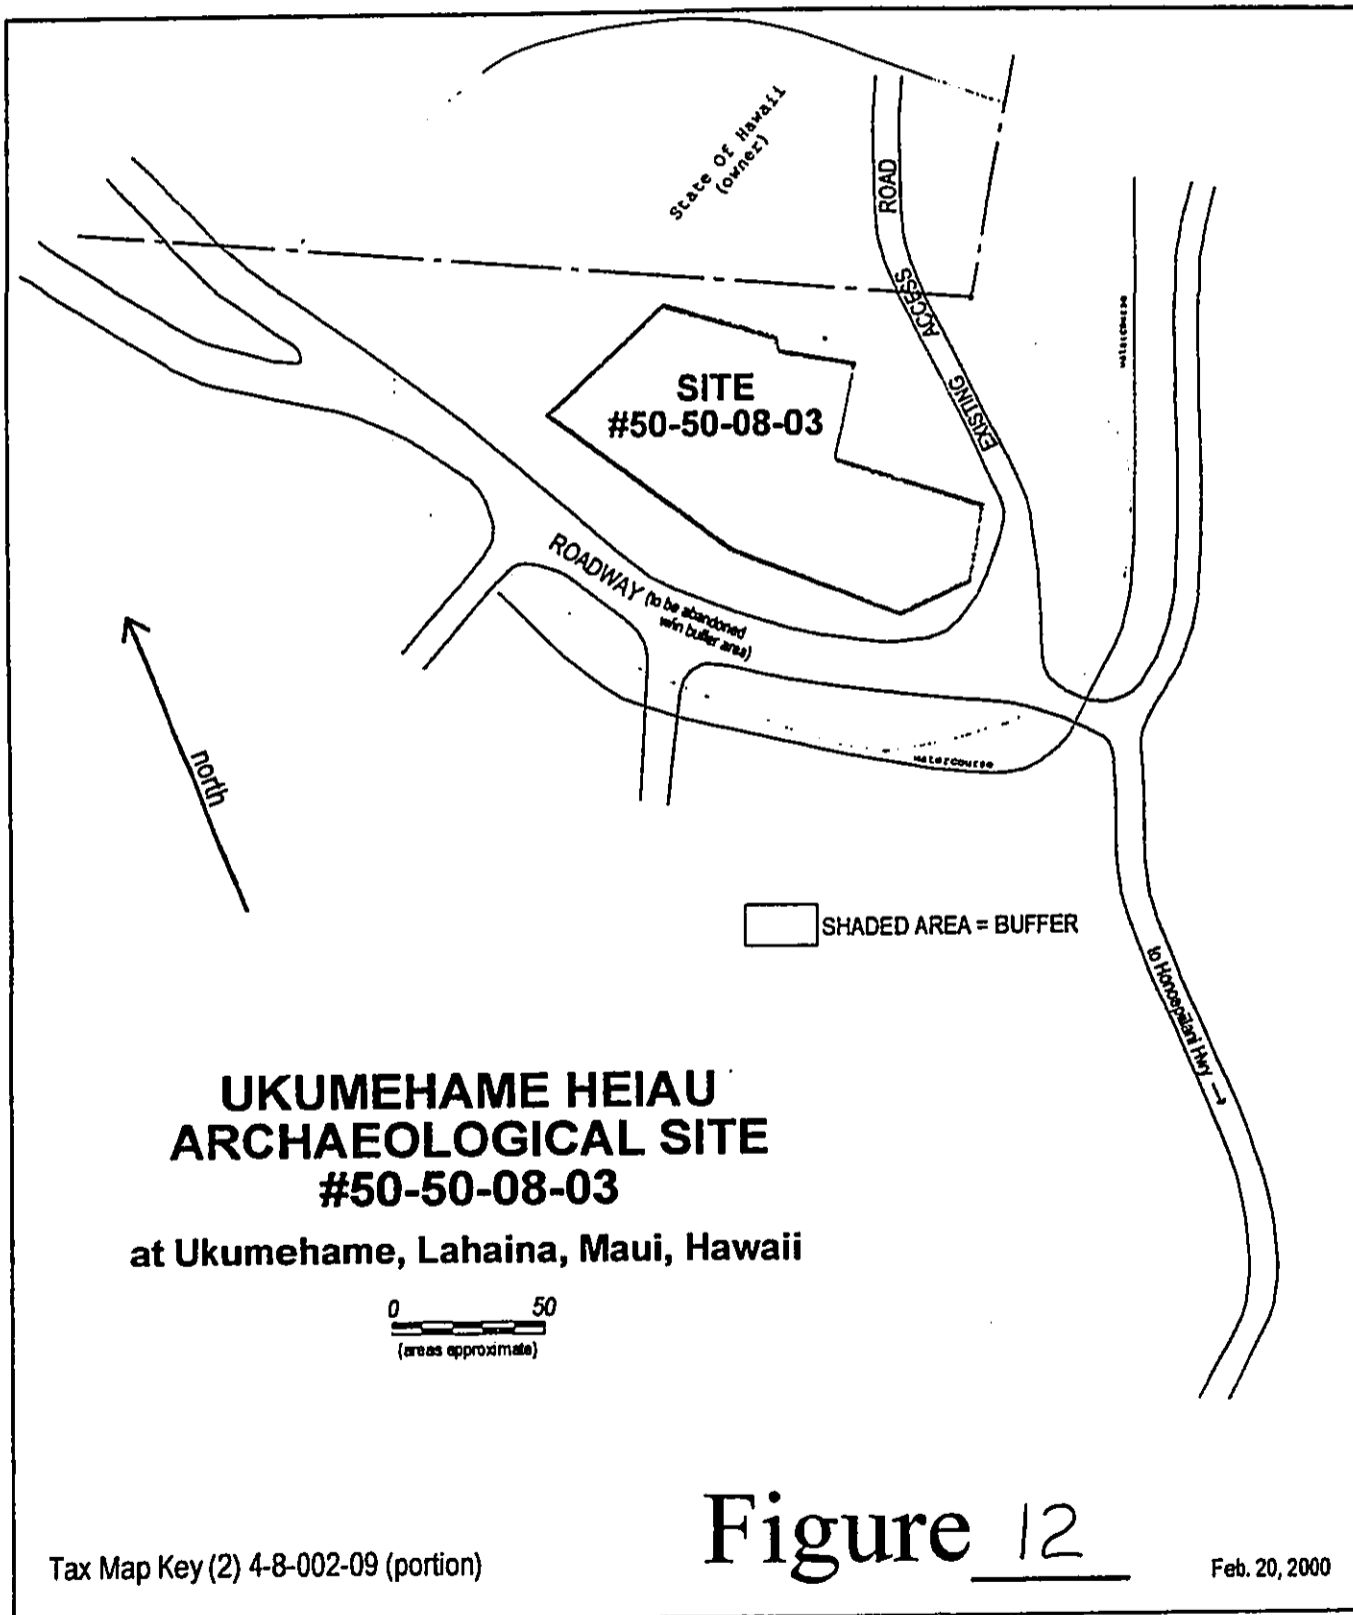 State Of Hawaii
(owner)
ROAD
ACCESS
EXISTING
watercourse
SITE
#50-50-08-03
ROADWAY (to be abandoned
w/in buffer area)
watercourse
north
SHADED AREA = BUFFER
to Honoapiilani Hwy →
UKUMEHAME HEIAU
ARCHAEOLOGICAL SITE
#50-50-08-03
at Ukumehame, Lahaina, Maui, Hawaii
0 50
(areas approximate)
Tax Map Key (2) 4-8-002-09 (portion)
Figure 12
Feb. 20, 2000